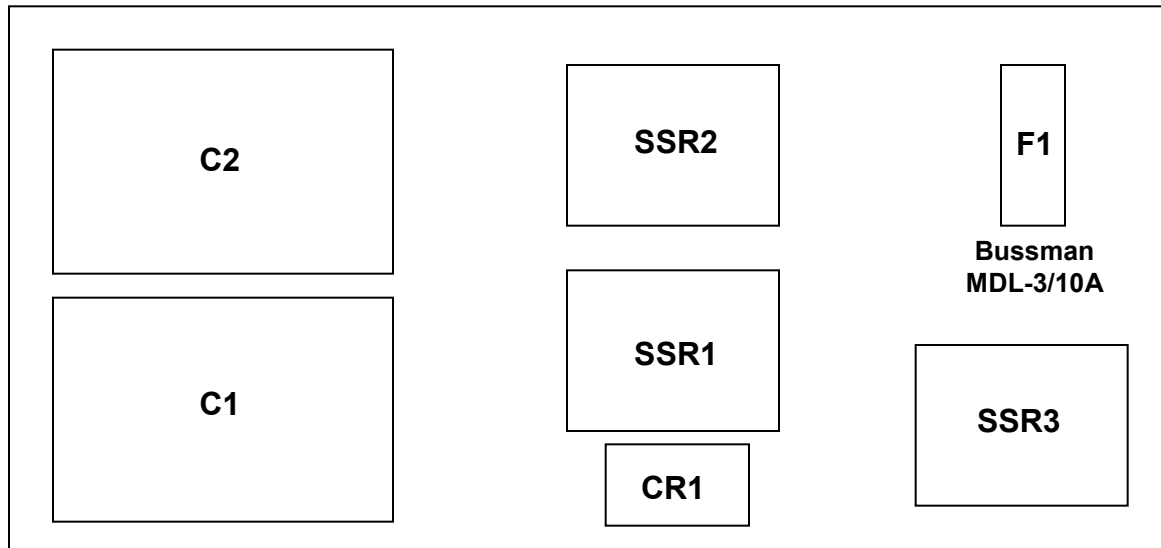 C2
SSR2
F1
Bussman
MDL-3/10A
SSR1
C1
SSR3
CR1